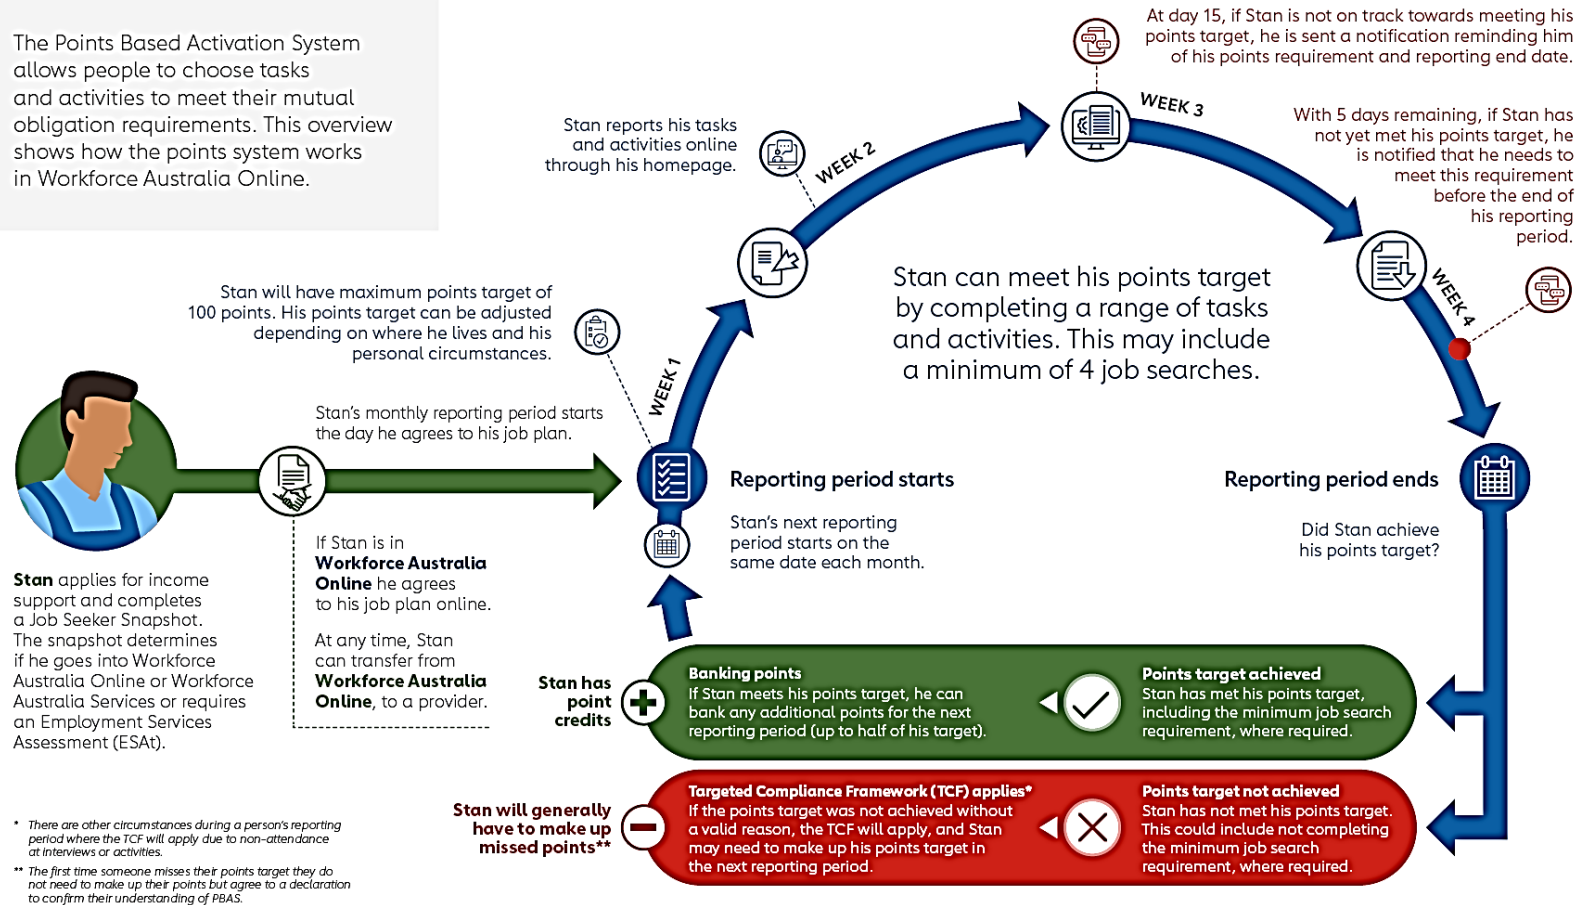 The Points Based Activation System
allows people to choose tasks
and activities to meet their mutual
obligation requirements. This overview
shows how the points system works
in Workforce Australia Online.
At day 15, if Stan is not on track towards meeting his
points target, he is sent a notification reminding him
of his points requirement and reporting end date.
WEEK 3
With 5 days remaining, if Stan has
not yet met his points target, he
is notified that he needs to
meet this requirement
before the end of
his reporting
period.
Stan reports his tasks
and activities online
through his homepage.
WEEK 2
Stan can meet his points target
by completing a range of tasks
and activities. This may include
a minimum of 4 job searches.
WEEK 4
Stan will have maximum points target of
100 points. His points target can be adjusted
depending on where he lives and his
personal circumstances.
WEEK 1
Stan's monthly reporting period starts
the day he agrees to his job plan.
Reporting period starts
Stan's next reporting
period starts on the
same date each month.
Reporting period ends
Did Stan achieve
his points target?
If Stan is in
Workforce Australia
Online he agrees
to his job plan online.
At any time, Stan
can transfer from
Workforce Australia
Online, to a provider.
Stan applies for income
support and completes
a Job Seeker Snapshot.
The snapshot determines
if he goes into Workforce
Australia Online or Workforce
Australia Services or requires
an Employment Services
Assessment (ESAt).
Stan has
point
credits
Banking points
If Stan meets his points target, he can
bank any additional points for the next
reporting period (up to half of his target).
Points target achieved
Stan has met his points target,
including the minimum job search
requirement, where required.
Stan will generally
have to make up
missed points**
Targeted Compliance Framework (TCF) applies*
If the points target was not achieved without
a valid reason, the TCF will apply, and Stan
may need to make up his points target in
the next reporting period.
Points target not achieved
Stan has not met his points target.
This could include not completing
the minimum job search
requirement, where required.
* There are other circumstances during a person's reporting
period where the TCF will apply due to non-attendance
at interviews or activities.
** The first time someone misses their points target they do
not need to make up their points but agree to a declaration
to confirm their understanding of PBAS.